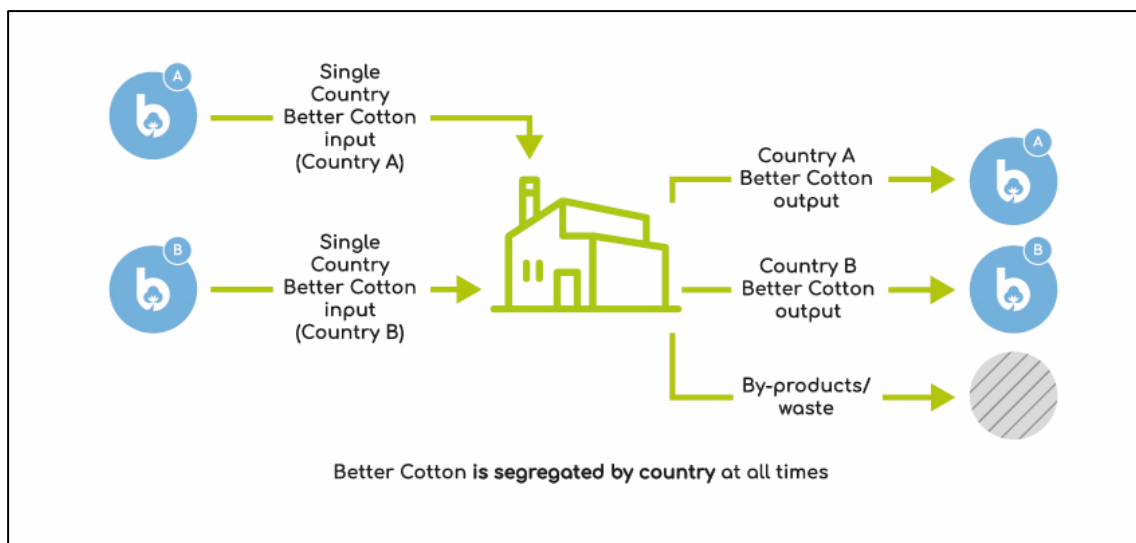 A
Single
Country
Better Cotton
input
(Country A)
B
Single
Country
Better Cotton
input
(Country B)
Country A
Better Cotton
output
A
Country B
Better Cotton
output
B
By-products/
waste
Better Cotton is segregated by country at all times